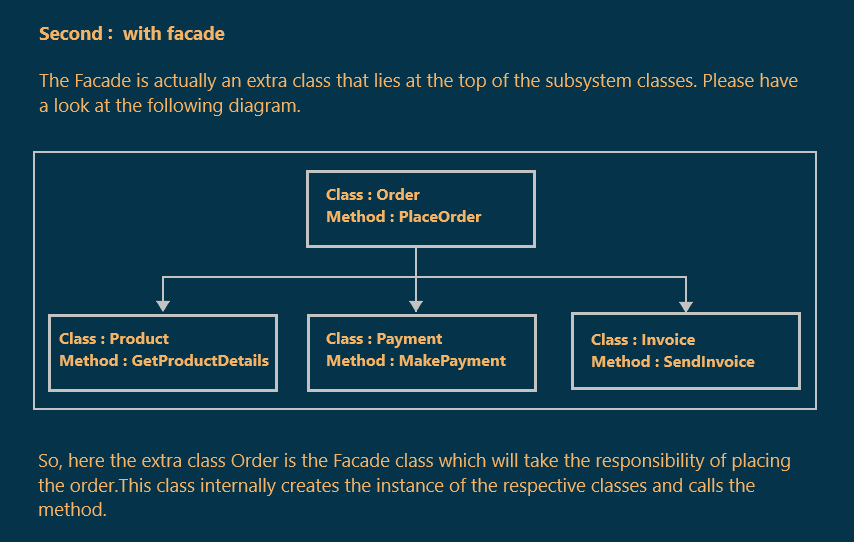 Second : with facade
The Facade is actually an extra class that lies at the top of the subsystem classes. Please have
a look at the following diagram.
Class : Order
Method : PlaceOrder
Class : Product
Method : GetProductDetails
Class : Payment
Method : MakePayment
Class : Invoice
Method : SendInvoice
So, here the extra class Order is the Facade class which will take the responsibility of placing
the order.This class internally creates the instance of the respective classes and calls the
method.